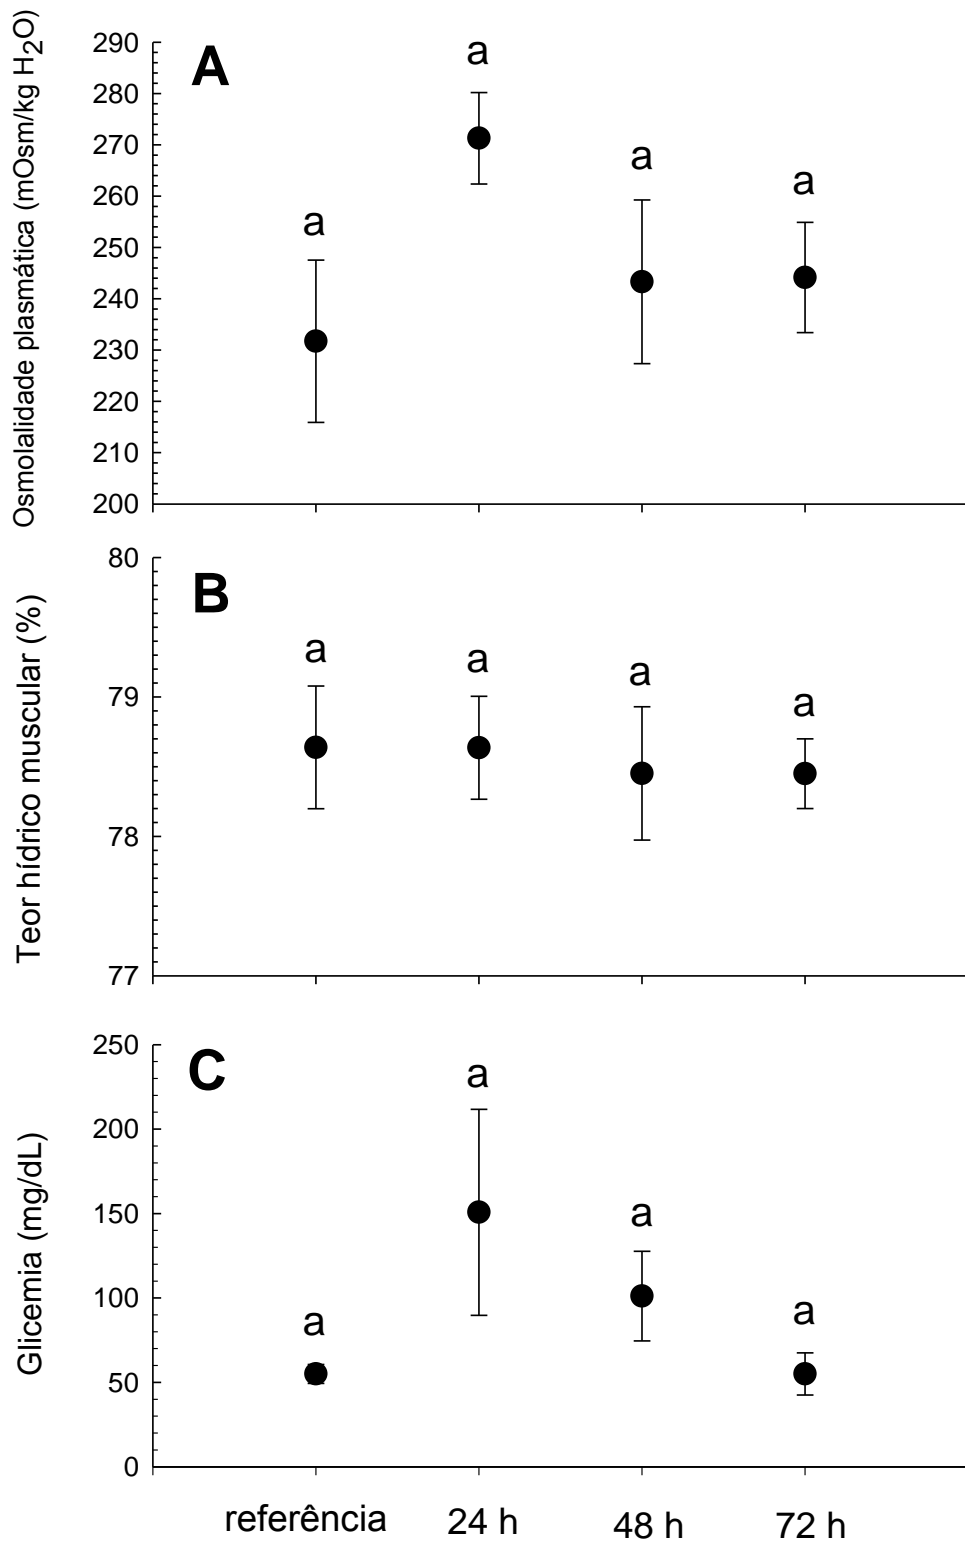 Osmolalidade plasmática (mOsm/kg H2O)
290
280
270
260
250
240
230
220
210
200
A
a
a
a
a
Teor hídrico muscular (%)
80
79
78
77
B
a
a
a
a
Glicemia (mg/dL)
250
200
150
100
50
0
C
a
a
a
a
referência 24 h 48 h 72 h